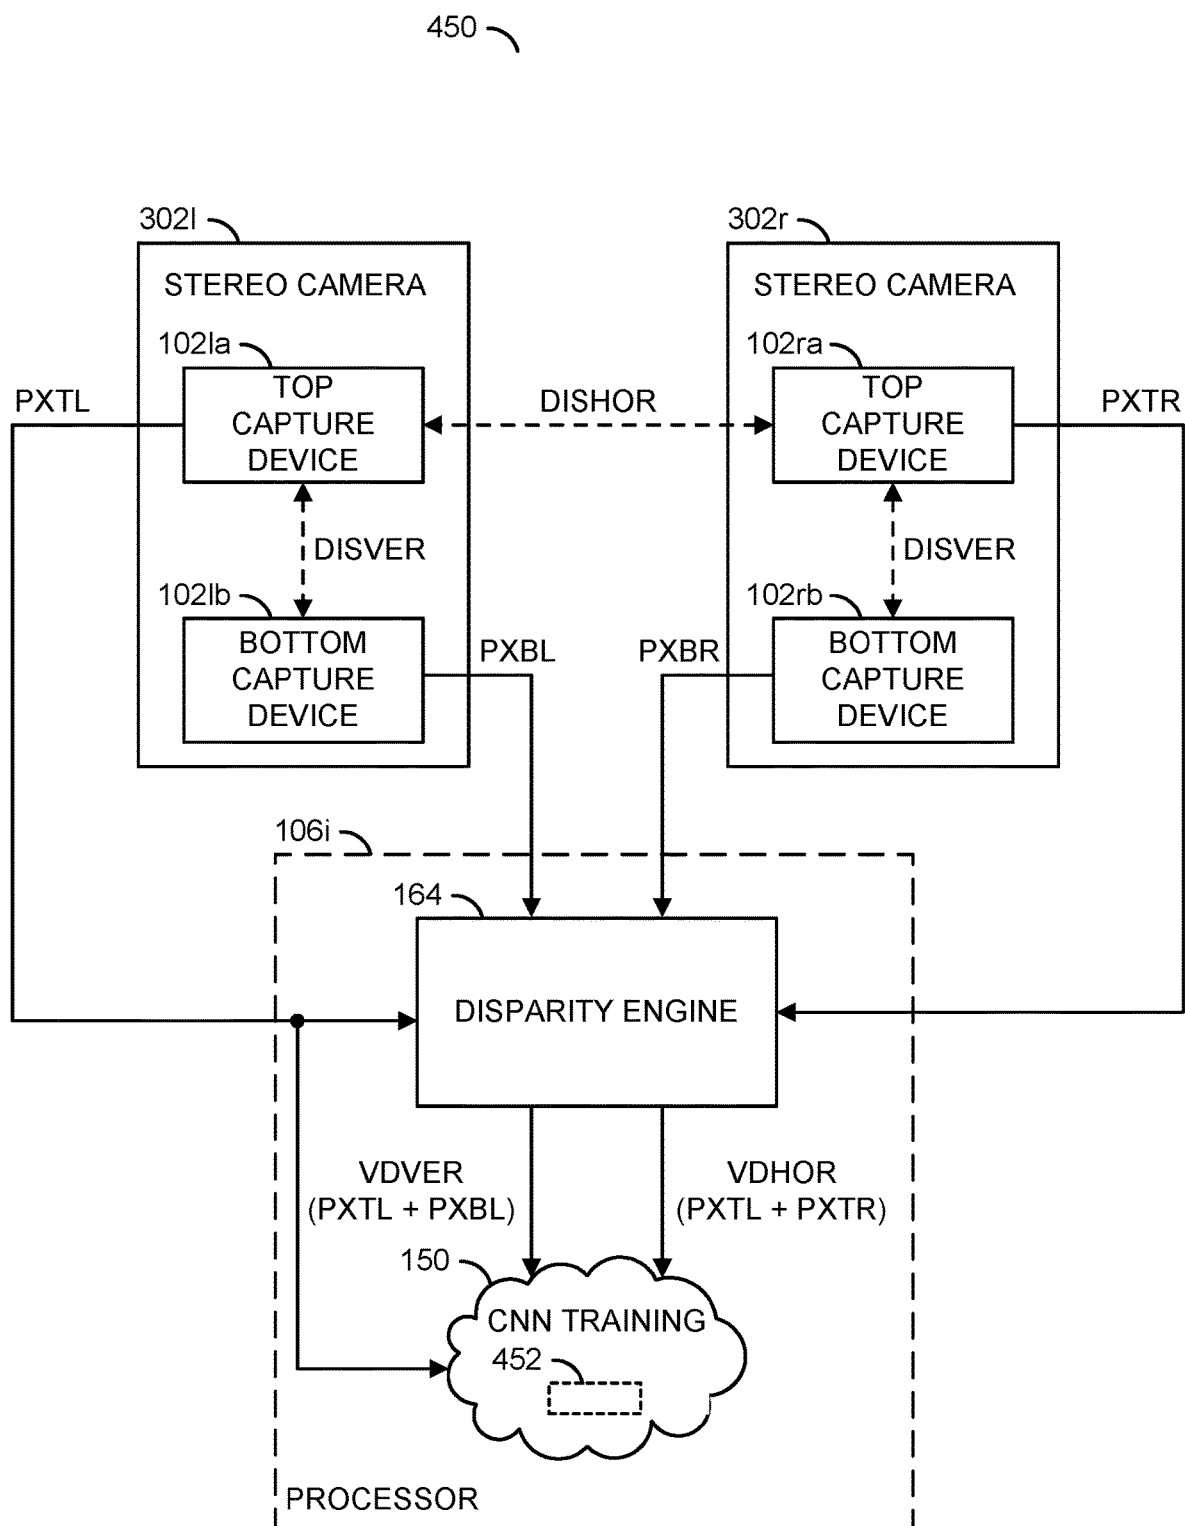 450
302l
302r
STEREO CAMERA
STEREO CAMERA
102la
102ra
PXTL
TOP
CAPTURE
DEVICE
DISHOR
TOP
CAPTURE
DEVICE
PXTR
DISVER
DISVER
102lb
102rb
BOTTOM
CAPTURE
DEVICE
PXBL
PXBR
BOTTOM
CAPTURE
DEVICE
106i
164
DISPARITY ENGINE
VDVER
(PXTL + PXBL)
VDHOR
(PXTL + PXTR)
150
CNN TRAINING
452
PROCESSOR